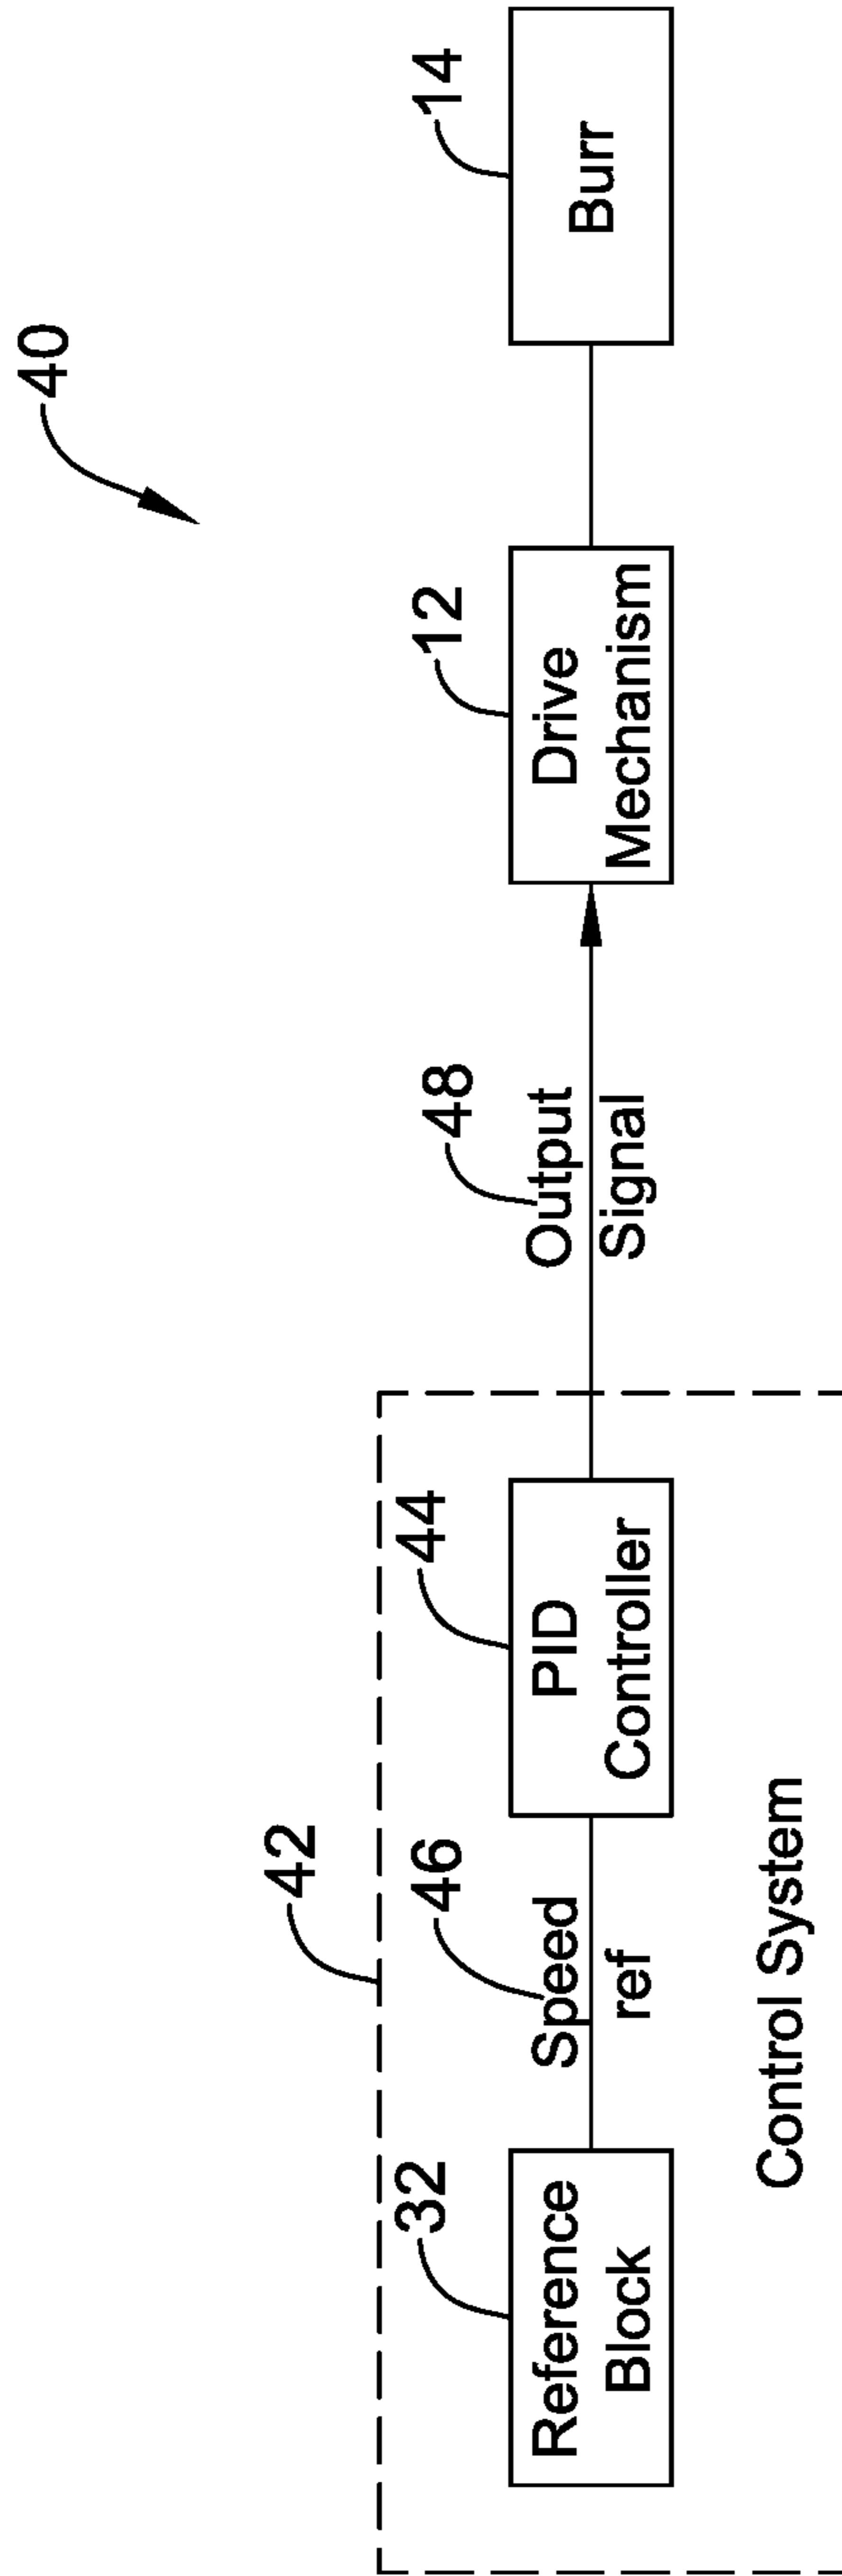 40
42
32
46
44
48
12
14
Reference
Block
Speed
ref
PID
Controller
Output
Signal
Drive
Mechanism
Burr
Control System